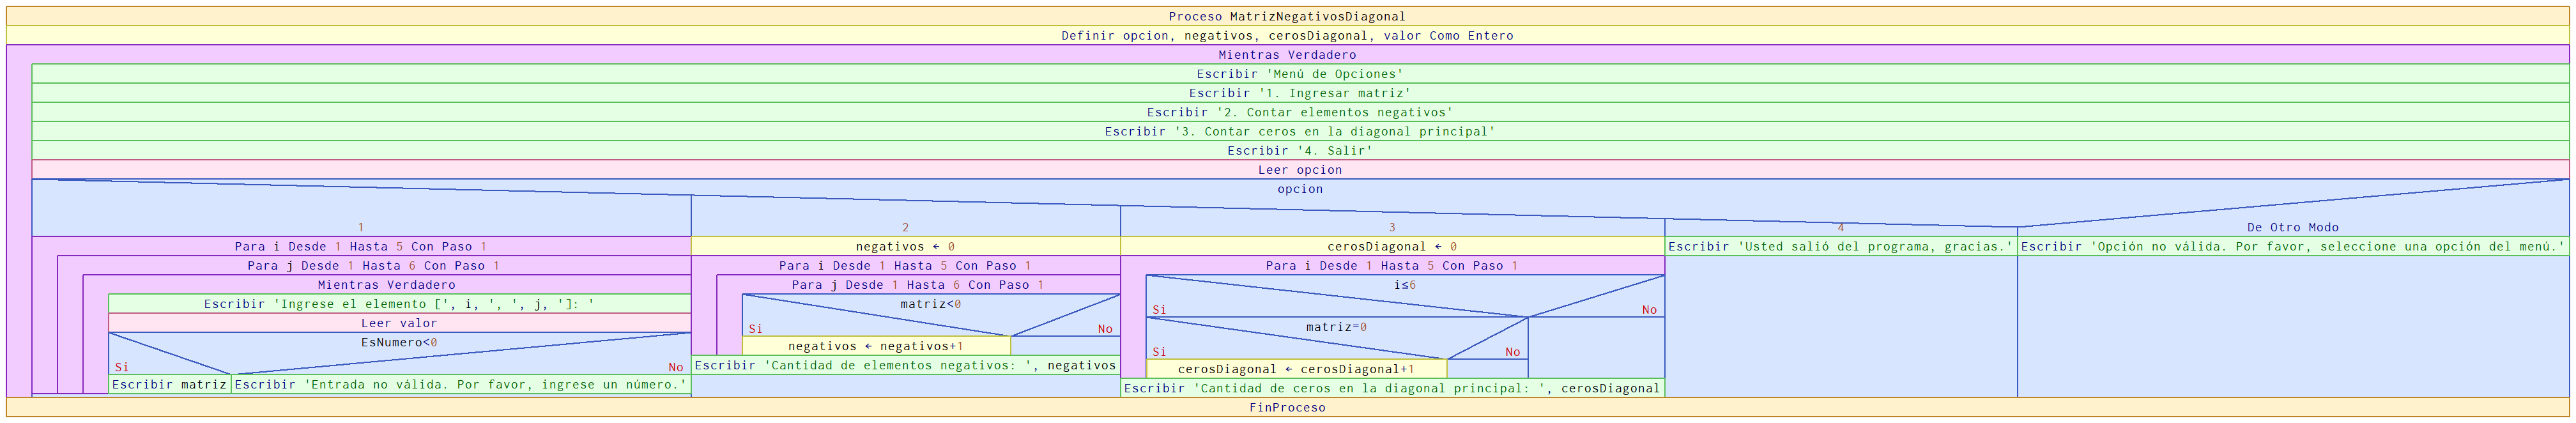 Proceso MatrizNegativosDiagonal
Definir opcion, negativos, cerosDiagonal, valor Como Entero
Mientras Verdadero
Escribir 'Menú de Opciones'
Escribir '1. Ingresar matriz'
Escribir '2. Contar elementos negativos'
Escribir '3. Contar ceros en la diagonal principal'
Escribir '4. Salir'
Leer opcion
opcion
1
Para i Desde 1 Hasta 5 Con Paso 1
Para j Desde 1 Hasta 6 Con Paso 1
Mientras Verdadero
Escribir 'Ingrese el elemento [', i, ', ', j, ']: '
Leer valor
EsNumero<0
Si
No
Escribir matriz
Escribir 'Entrada no válida. Por favor, ingrese un número.'
2
negativos ← 0
Para i Desde 1 Hasta 5 Con Paso 1
Para j Desde 1 Hasta 6 Con Paso 1
matriz<0
Si
No
negativos ← negativos+1
Escribir 'Cantidad de elementos negativos: ', negativos
3
cerosDiagonal ← 0
Para i Desde 1 Hasta 5 Con Paso 1
i≤6
Si
No
matriz=0
Si
No
cerosDiagonal ← cerosDiagonal+1
Escribir 'Cantidad de ceros en la diagonal principal: ', cerosDiagonal
4
Escribir 'Usted salió del programa, gracias.'
De Otro Modo
Escribir 'Opción no válida. Por favor, seleccione una opción del menú.'
FinProceso